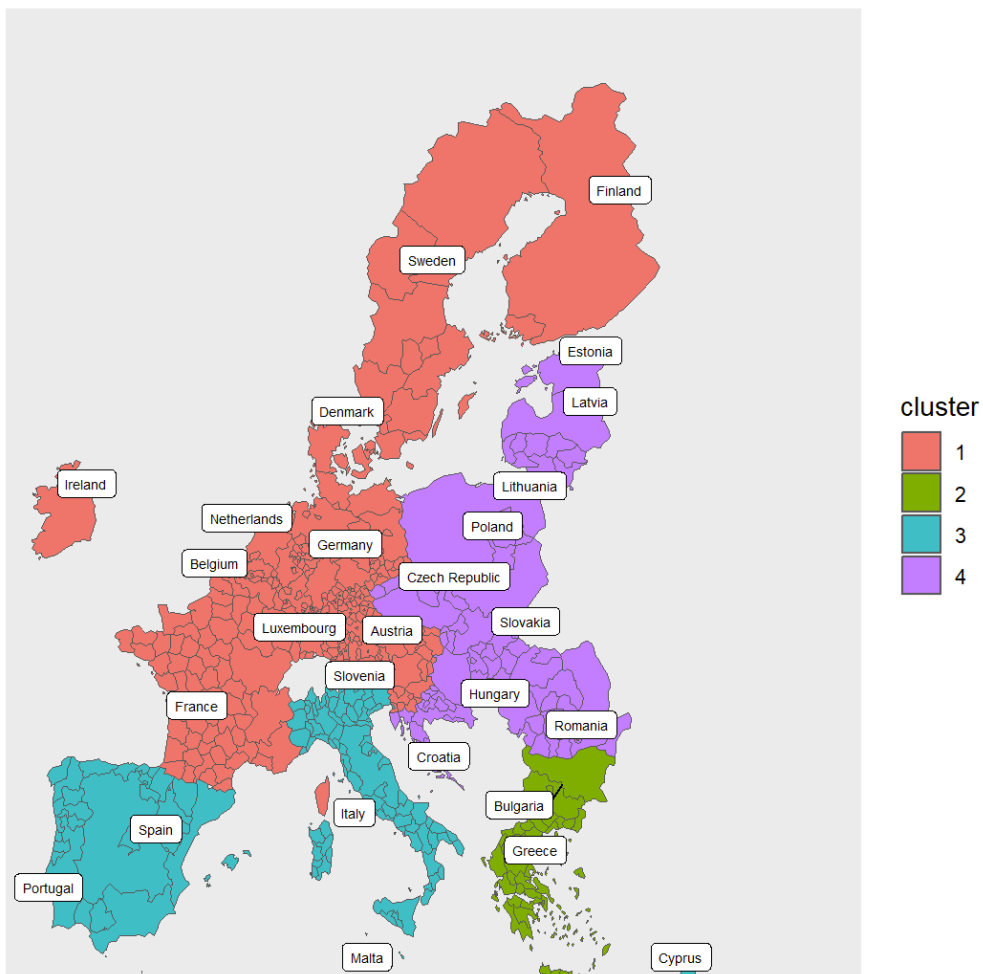 Finland
Sweden
Estonia
Latvia
Denmark
cluster
1
Ireland
Lithuania
2
Netherlands
Poland
3
Germany
Belgium
Czech Republic
4
Slovakia
Luxembourg
Austria
Slovenia
Hungary
France
Romania
Croatia
Bulgaria
Italy
Spain
Greece
Portugal
Malta
Cyprus